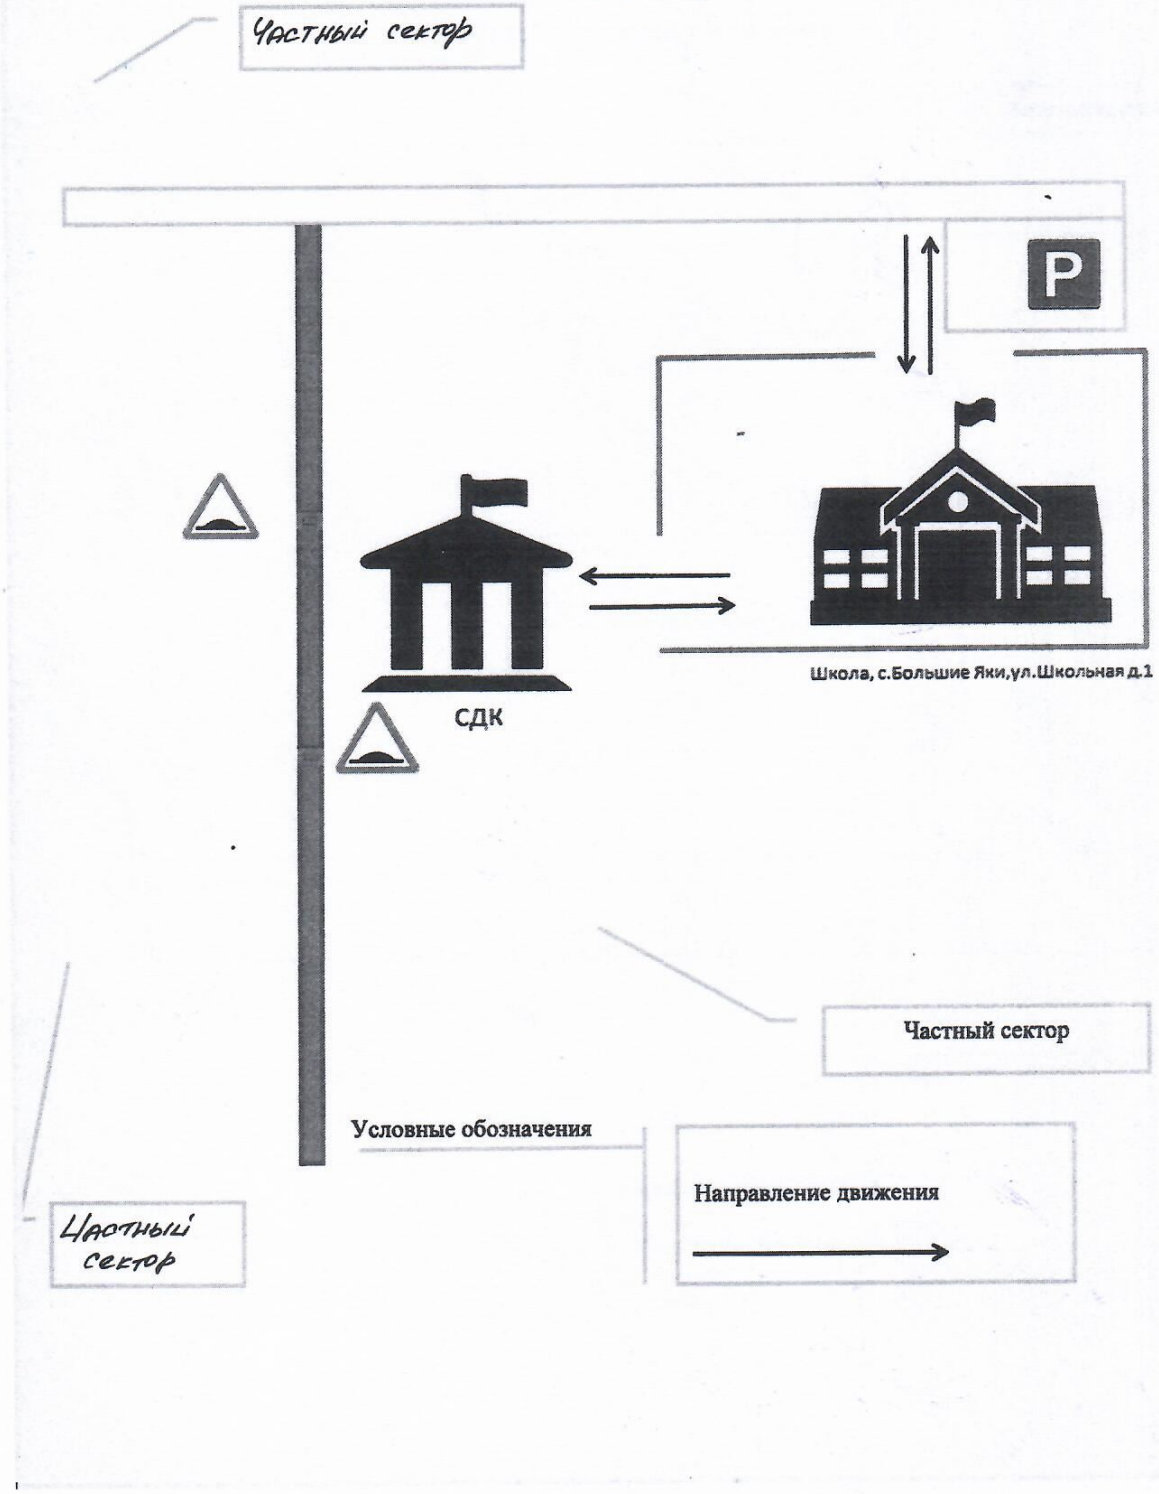 Частный сектор
P
Школа, с.Большие Яки,ул.Школьная д.1
СДК
Частный сектор
Условные обозначения
Направление движения
Частный
сектор